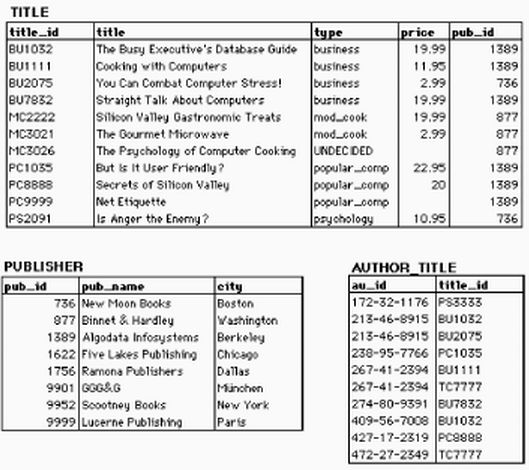 TITLE
title_id title type price pub_id
BU1032 The Busy Executive's Database Guide business 19.99 1389
BU1111 Cooking with Computers business 11.95 1389
BU2075 You Can Combat Computer Stress! business 2.99 736
BU7832 Straight Talk About Computers business 19.99 1389
MC2222 Silicon Valley Gastronomic Treats mod_cook 19.99 877
MC3021 The Gourmet Microwave mod_cook 2.99 877
MC3026 The Psychology of Computer Cooking UNDECIDED 877
PC1035 But Is It User Friendly? popular_comp 22.95 1389
PC8888 Secrets of Silicon Valley popular_comp 20 1389
PC9999 Net Etiquette popular_comp 1389
PS2091 Is Anger the Enemy? psychology 10.95 736
PUBLISHER
pub_id pub_name city
736 New Moon Books Boston
877 Binnet & Hardley Washington
1389 Algodata Infosystems Berkeley
1622 Five Lakes Publishing Chicago
1756 Ramona Publishers Dallas
9901 GGG&G München
9952 Scootney Books New York
9999 Lucerne Publishing Paris
AUTHOR_TITLE
au_id title_id
172-32-1176 PS3333
213-46-8915 BU1032
213-46-8915 BU2075
238-95-7766 PC1035
267-41-2394 BU1111
267-41-2394 TC7777
274-80-9391 BU7832
409-56-7008 BU1032
427-17-2319 PC8888
472-27-2349 TC7777